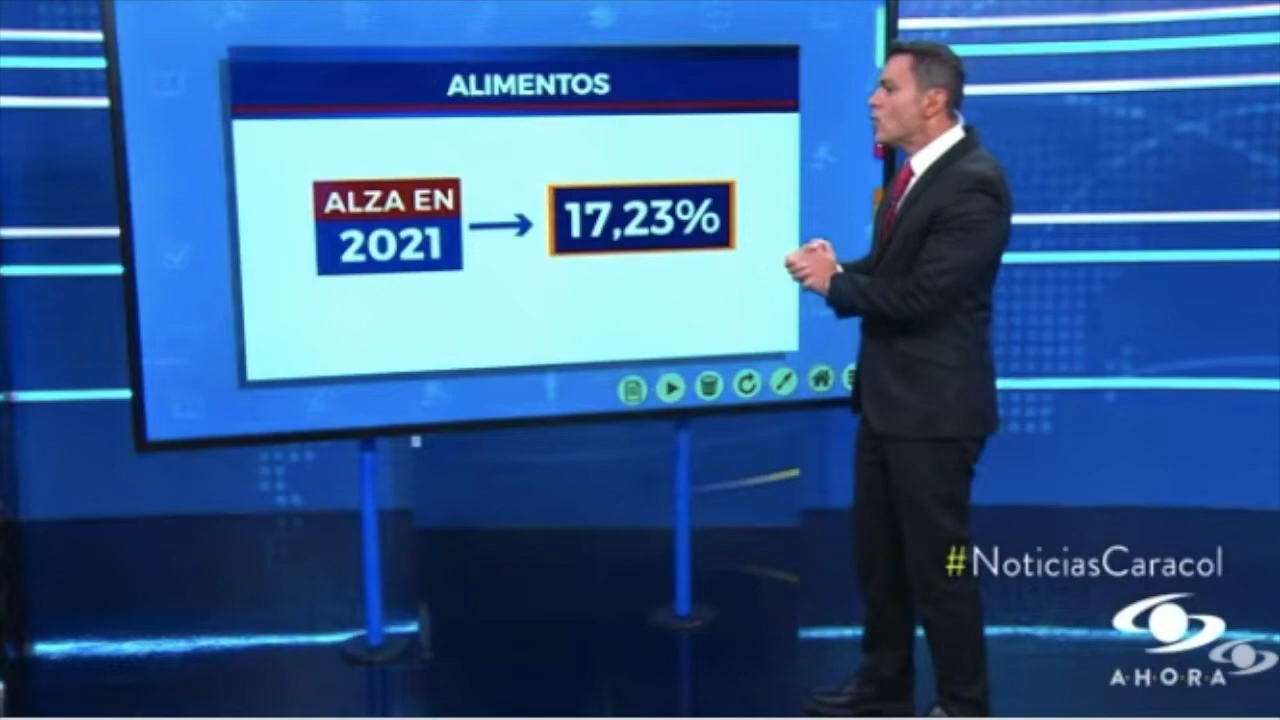 ALIMENTOS
ALZA EN
2021
17,23%
#NoticiasCaracol
AHORA